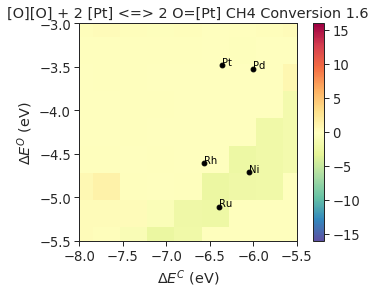 [O][O] + 2 [Pt] <=> 2 O=[Pt] CH4 Conversion 1.6
−3.0
−3.5
−4.0
−4.5
−5.0
−5.5
ΔE^O (eV)
Pt
Pd
Rh
Ni
Ru
−8.0 −7.5 −7.0 −6.5 −6.0 −5.5
ΔE^C (eV)
15
10
5
0
−5
−10
−15